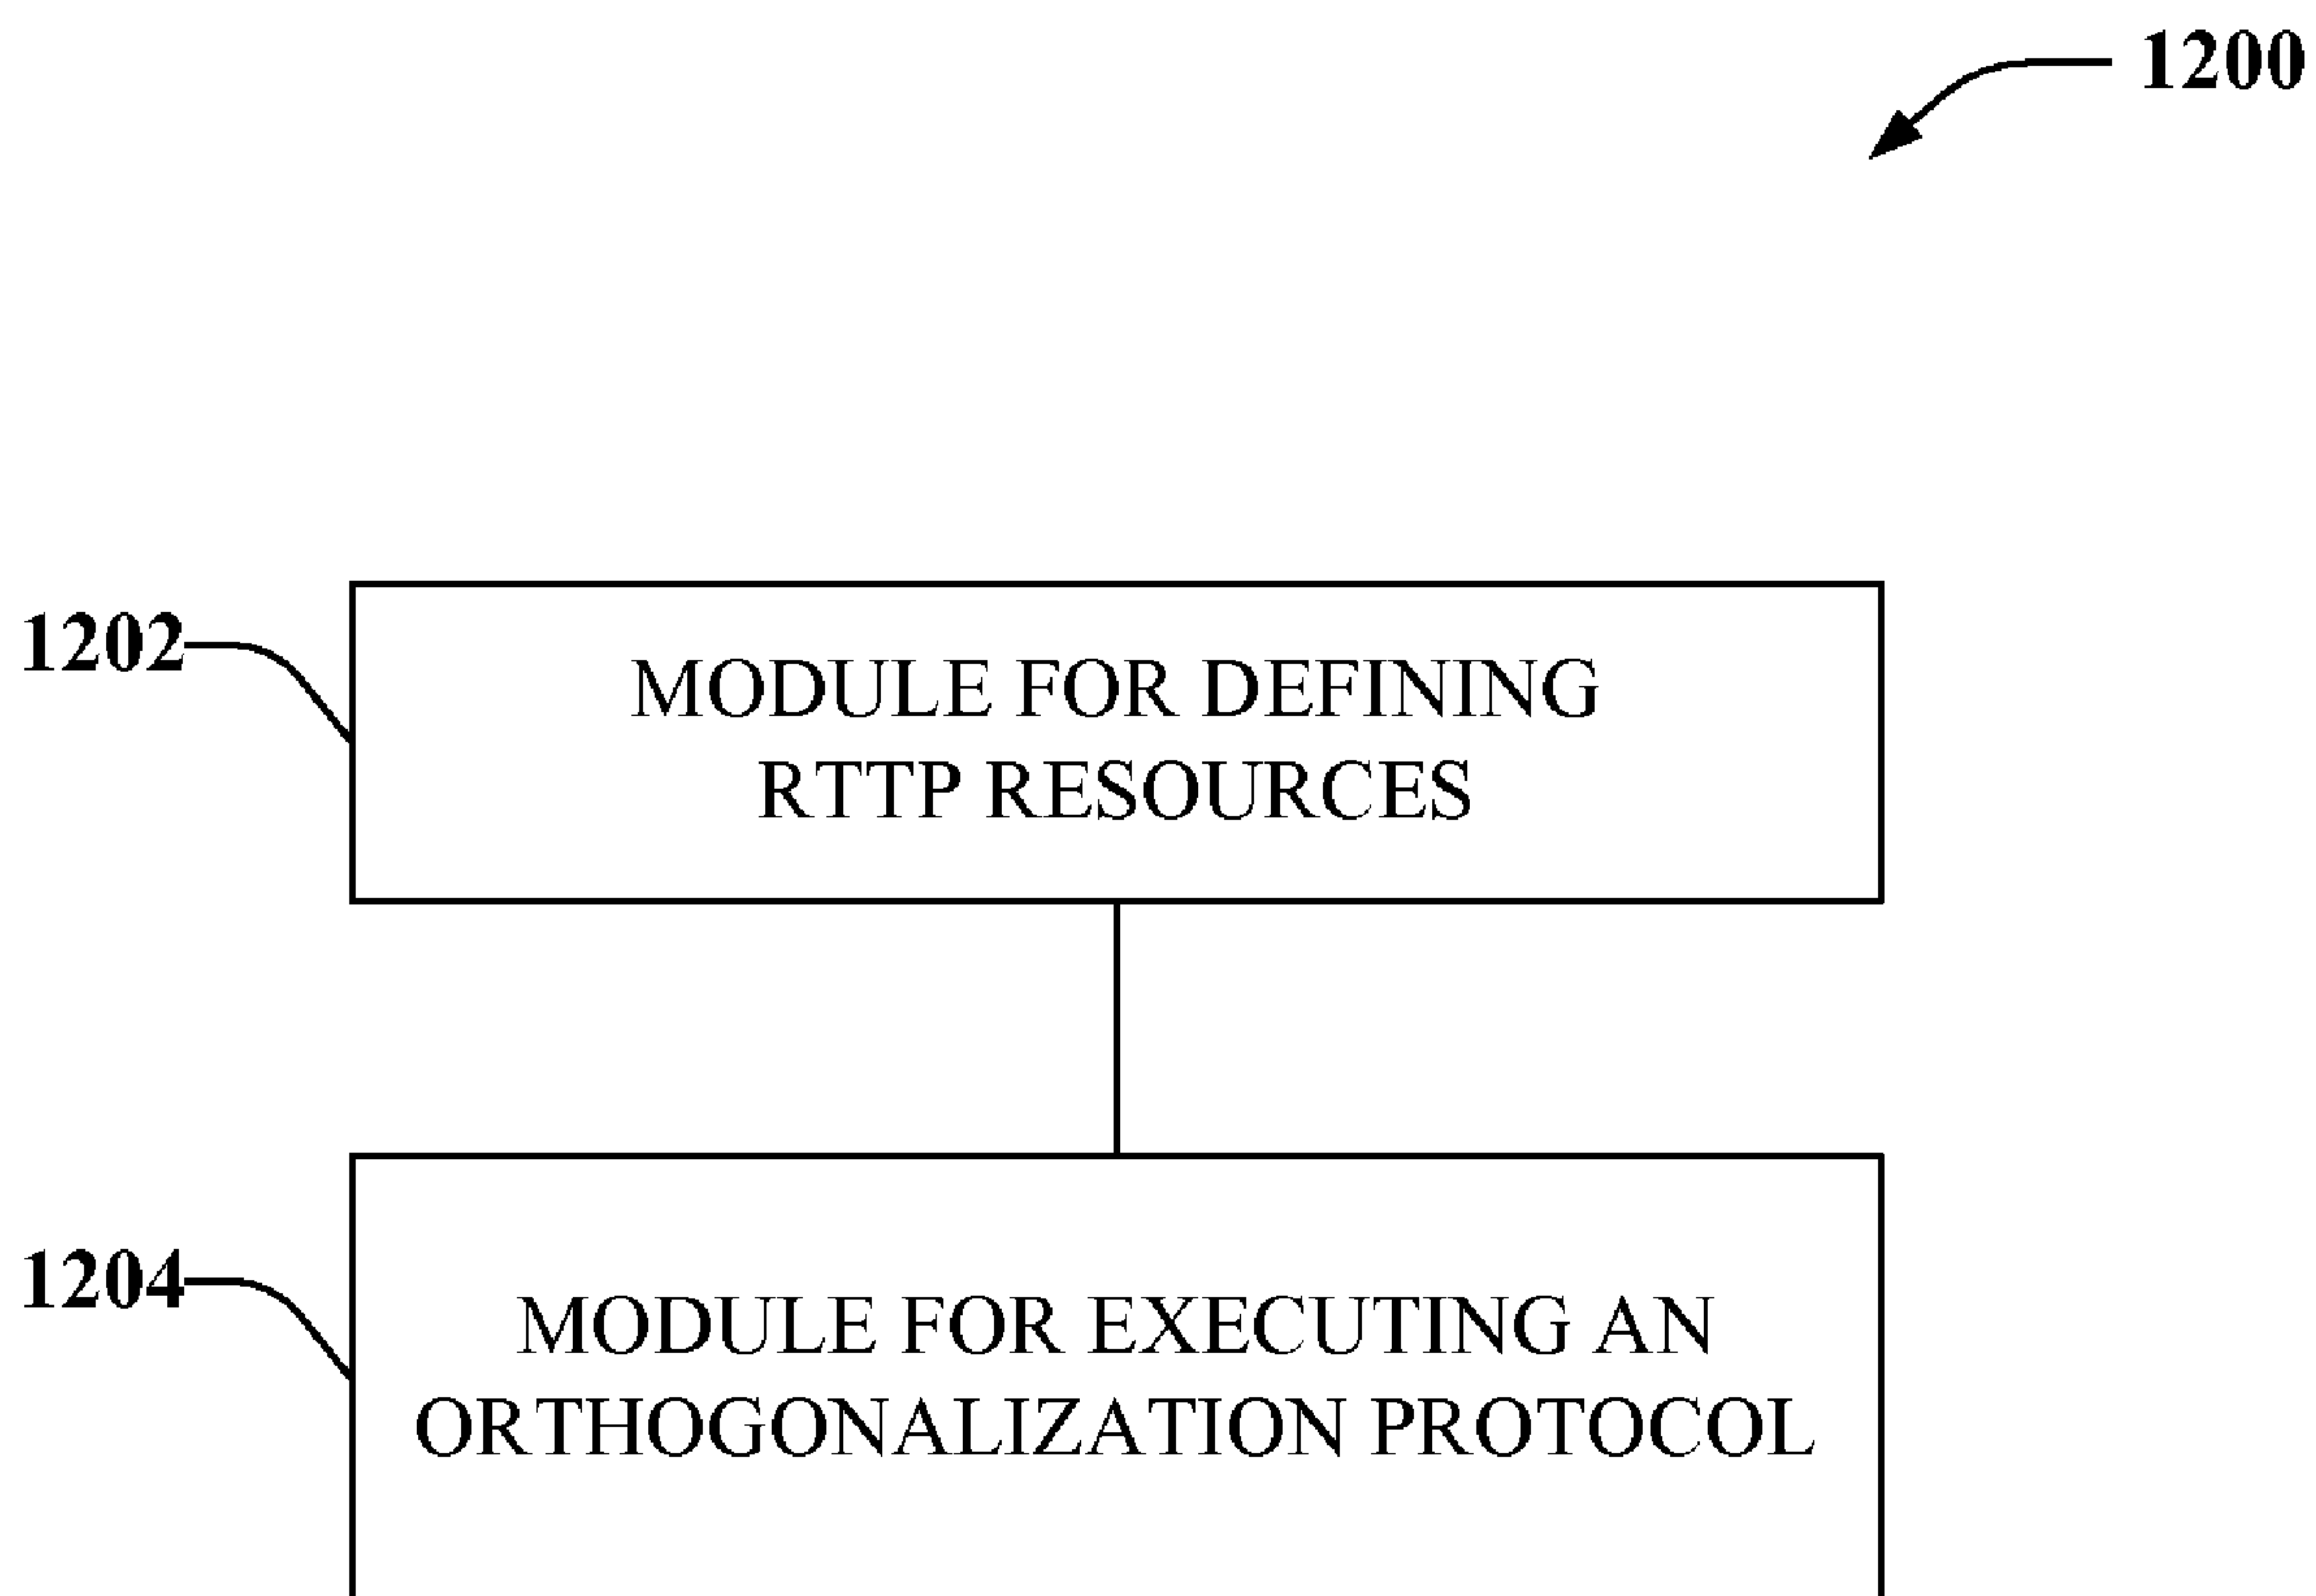 1200
1202
MODULE FOR DEFINING
RTTP RESOURCES
1204
MODULE FOR EXECUTING AN
ORTHOGONALIZATION PROTOCOL